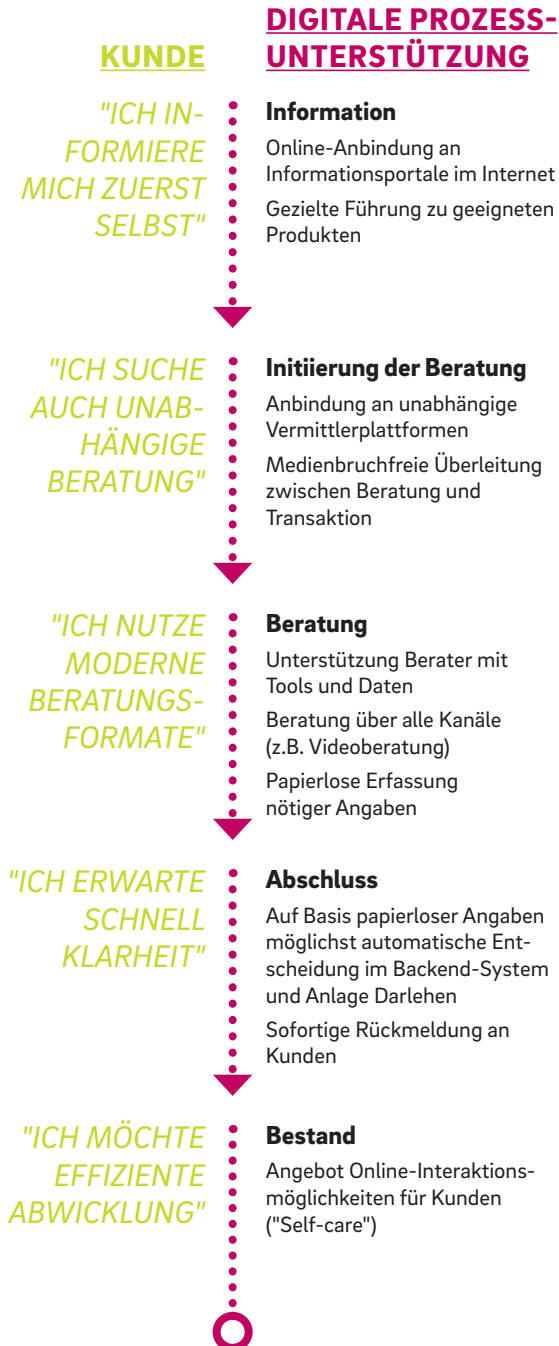 KUNDE
DIGITALE PROZESS-
UNTERSTÜTZUNG
"ICH IN-
FORMIERE
MICH ZUERST
SELBST"
Information
Online-Anbindung an
Informationsportale im Internet
Gezielte Führung zu geeigneten
Produkten
"ICH SUCHE
AUCH UNAB-
HÄNGIGE
BERATUNG"
Initiierung der Beratung
Anbindung an unabhängige
Vermittlerplattformen
Medienbruchfreie Überleitung
zwischen Beratung und
Transaktion
"ICH NUTZE
MODERNE
BERATUNGS-
FORMATE"
Beratung
Unterstützung Berater mit
Tools und Daten
Beratung über alle Kanäle
(z.B. Videoberatung)
Papierlose Erfassung
nötiger Angaben
"ICH ERWARTE
SCHNELL
KLARHEIT"
Abschluss
Auf Basis papierloser Angaben
möglichst automatische Ent-
scheidung im Backend-System
und Anlage Darlehen
Sofortige Rückmeldung an
Kunden
"ICH MÖCHTE
EFFIZIENTE
ABWICKLUNG"
Bestand
Angebot Online-Interaktions-
möglichkeiten für Kunden
("Self-care")